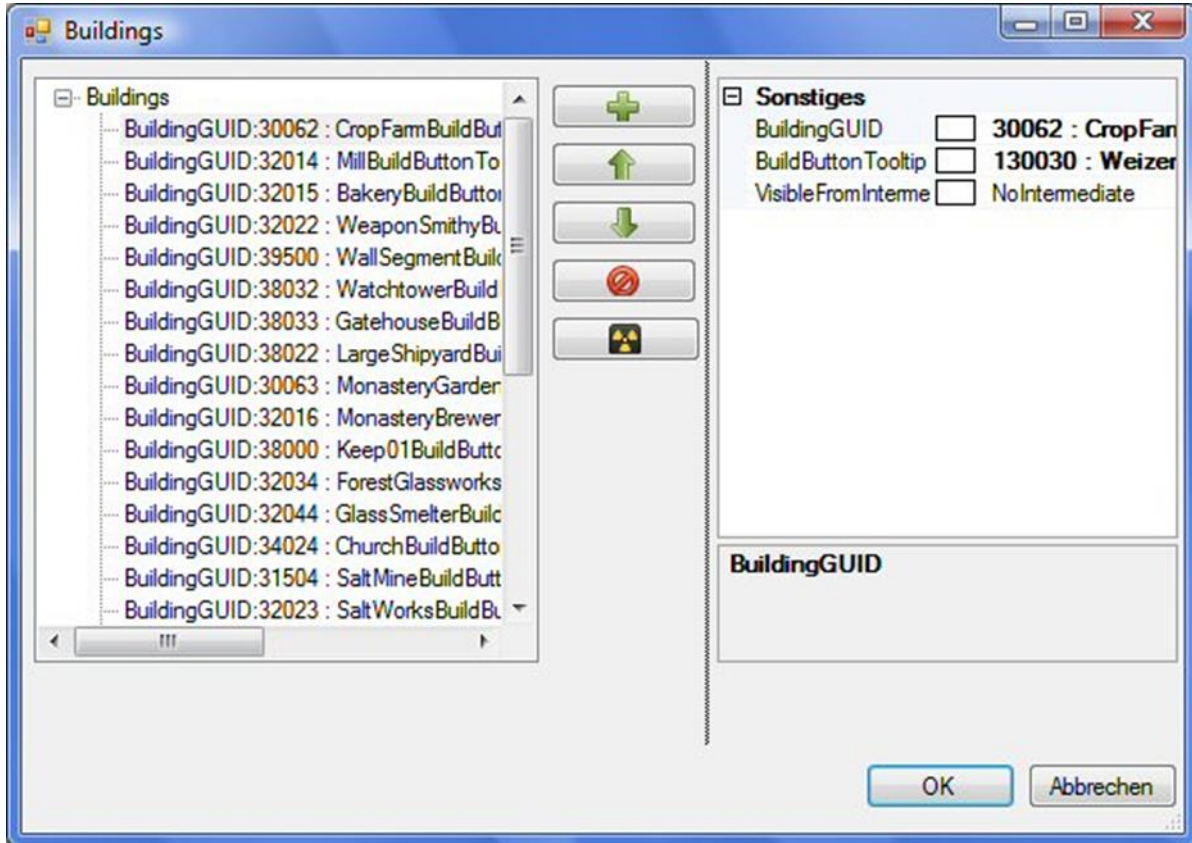 Buildings
Buildings
BuildingGUID:30062 : CropFarmBuildBut
BuildingGUID:32014 : MillBuildButtonTo
BuildingGUID:32015 : BakeryBuildButton
BuildingGUID:32022 : WeaponSmithyBu
BuildingGUID:39500 : WallSegmentBuild
BuildingGUID:38032 : WatchtowerBuild
BuildingGUID:38033 : GatehouseBuildB
BuildingGUID:38022 : LargeShipyardBui
BuildingGUID:30063 : MonasteryGarden
BuildingGUID:32016 : MonasteryBrewer
BuildingGUID:38000 : Keep01BuildButto
BuildingGUID:32034 : ForestGlassworks
BuildingGUID:32044 : GlassSmelterBuild
BuildingGUID:34024 : ChurchBuildButto
BuildingGUID:31504 : SaltMineBuildButt
BuildingGUID:32023 : SaltWorksBuildBu
Sonstiges
BuildingGUID 30062 : CropFan
BuildButtonTooltip 130030 : Weizer
VisibleFromInterme NoIntermediate
BuildingGUID
OK Abbrechen